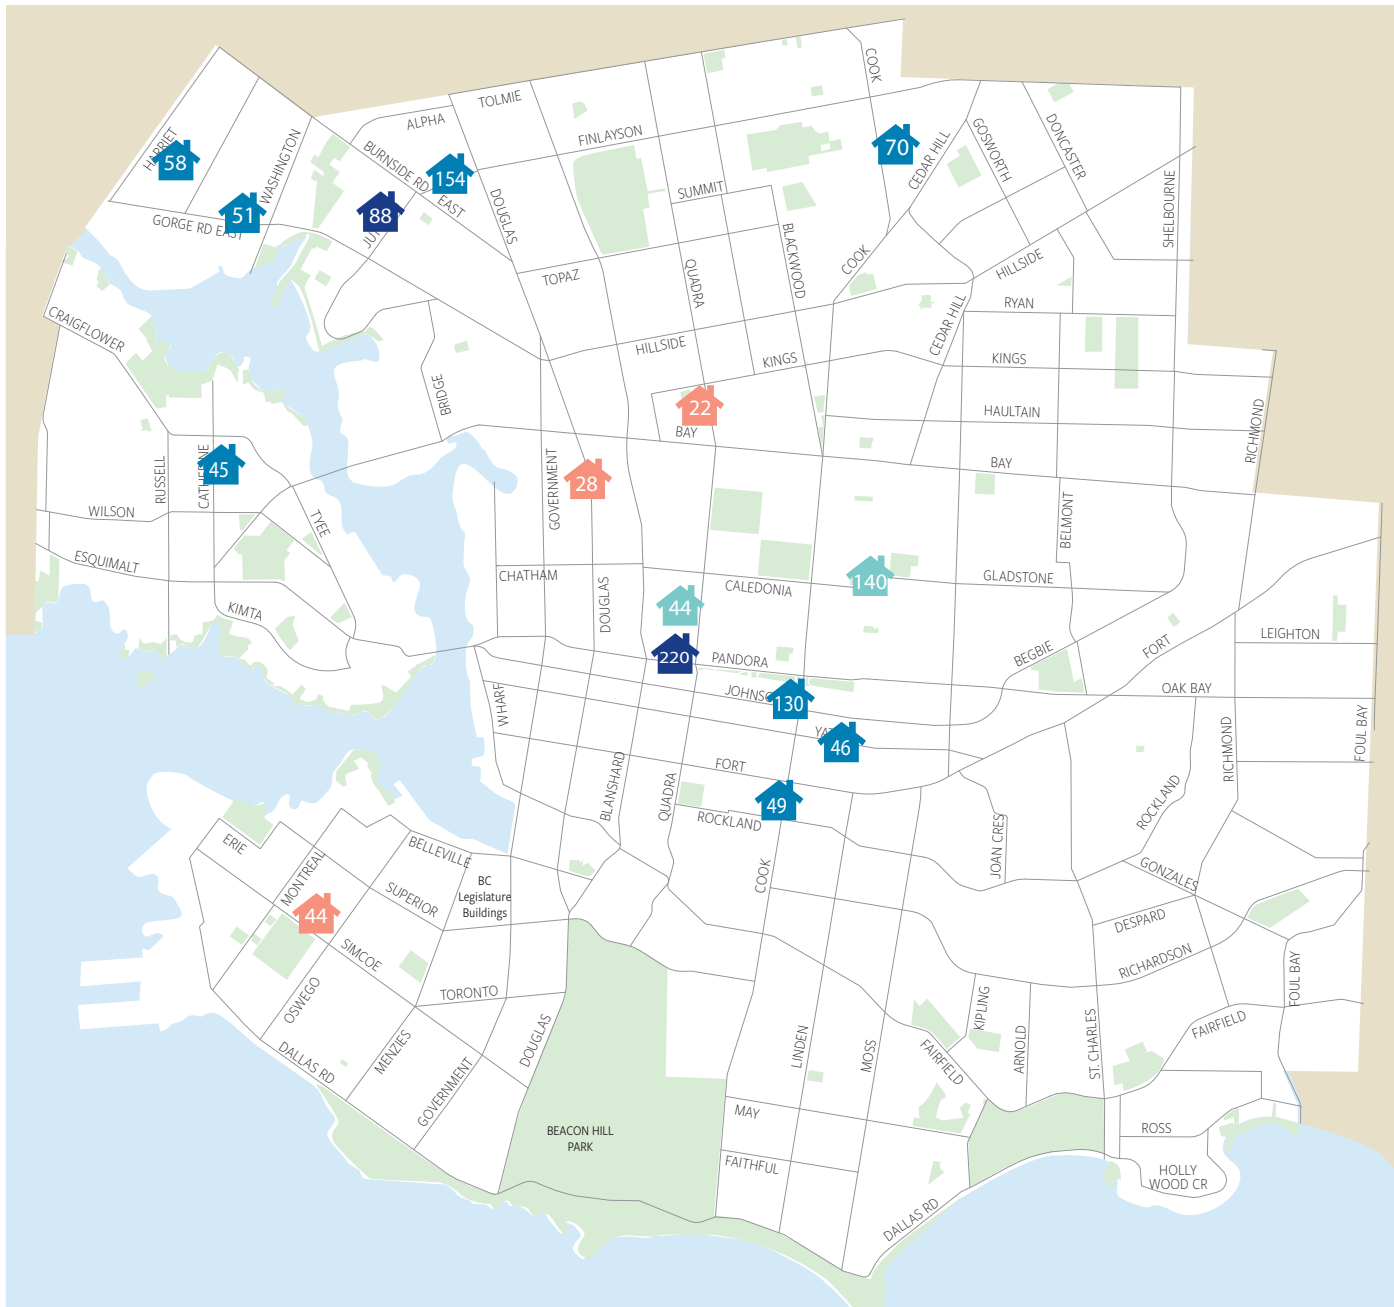 COOK
TOLMIE
ALPHA
FINLAYSON
HARRIET
58
WASHINGTON
BURNSIDE RD
EAST
154
70
CEDAR HILL
GOSWORTH
DONCASTER
SUMMIT
SHELBOURNE
51
GORGE RD EAST
88
DOUGLAS
BLACKWOOD
COOK
HILLSIDE
TOPAZ
QUADRA
RYAN
CRAIGFLOWER
CEDAR HILL
HILLSIDE
KINGS
KINGS
BRIDGE
22
HAULTAIN
RICHMOND
BAY
BAY
RUSSELL
CATHERINE
45
GOVERNMENT
28
WILSON
TYEE
BELMONT
ESQUIMALT
CHATHAM
DOUGLAS
CALEDONIA
140
GLADSTONE
44
KIMTA
LEIGHTON
220
PANDORA
BEGBIE
FORT
JOHNSON
130
OAK BAY
WHARF
YATES
46
FOUL BAY
RICHMOND
FORT
BLANSHARD
QUADRA
49
ROCKLAND
ROCKLAND
JOAN CRES
ERIE
BELLEVILLE
MONTREAL
COOK
GONZALES
SUPERIOR
BC
Legislature
Buildings
44
DESPARD
SIMCOE
RICHARDSON
FOUL BAY
TORONTO
OSWEGO
KIPLING
ARNOLD
ST. CHARLES
FAIRFIELD
DOUGLAS
LINDEN
MOSS
FAIRFIELD
DALLAS RD
MENZIES
GOVERNMENT
MAY
BEACON HILL
PARK
ROSS
FAITHFUL
HOLLY
WOOD CR
DALLAS RD